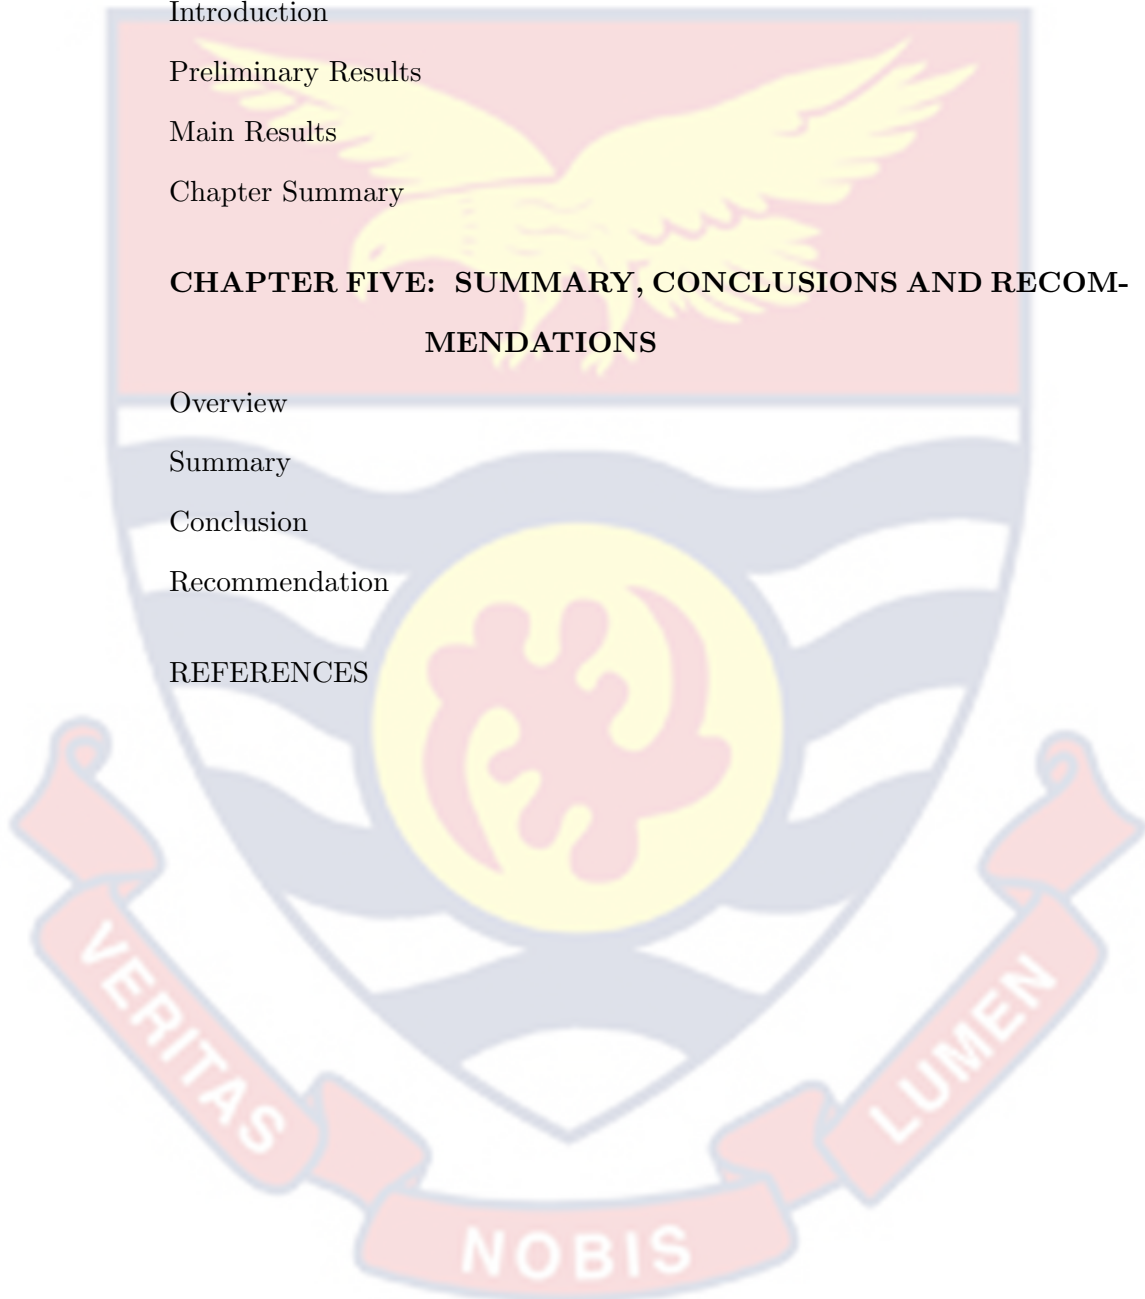 Introduction
Preliminary Results
Main Results
Chapter Summary
CHAPTER FIVE: SUMMARY, CONCLUSIONS AND RECOM-
MENDATIONS
Overview
Summary
Conclusion
Recommendation
REFERENCES
VERITAS
NOBIS
LUMEN